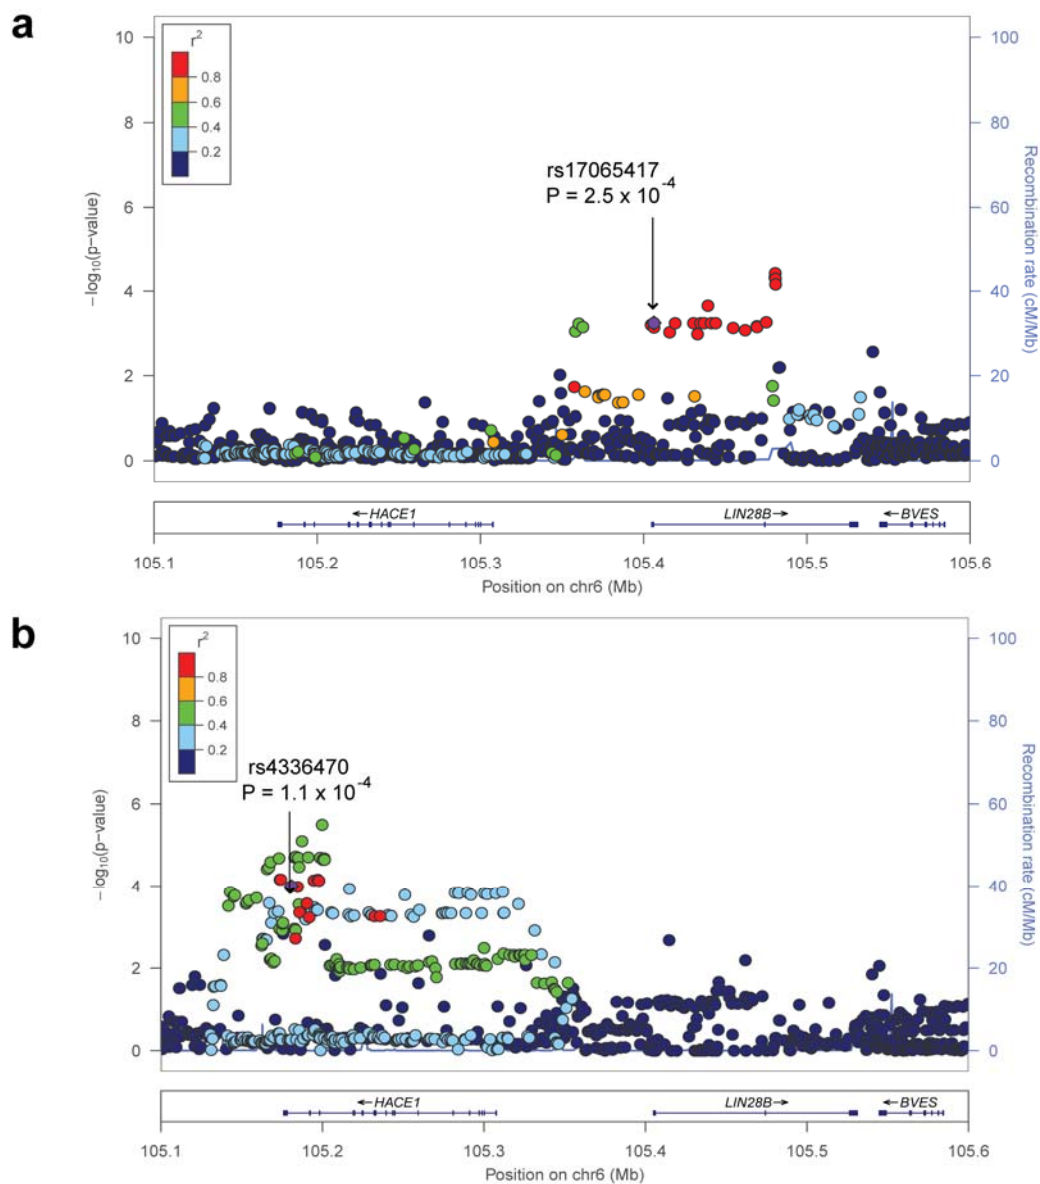 a
r2
0.8
0.6
0.4
0.2
rs17065417
P = 2.5 x 10-4
10
8
6
4
2
0
−log10(p−value)
100
80
60
40
20
0
Recombination rate (cM/Mb)
←HACE1
LIN28B→
←BVES
105.1 105.2 105.3 105.4 105.5 105.6
Position on chr6 (Mb)
b
r2
0.8
0.6
0.4
0.2
rs4336470
P = 1.1 x 10-4
10
8
6
4
2
0
−log10(p−value)
100
80
60
40
20
0
Recombination rate (cM/Mb)
←HACE1
LIN28B→
←BVES
105.1 105.2 105.3 105.4 105.5 105.6
Position on chr6 (Mb)